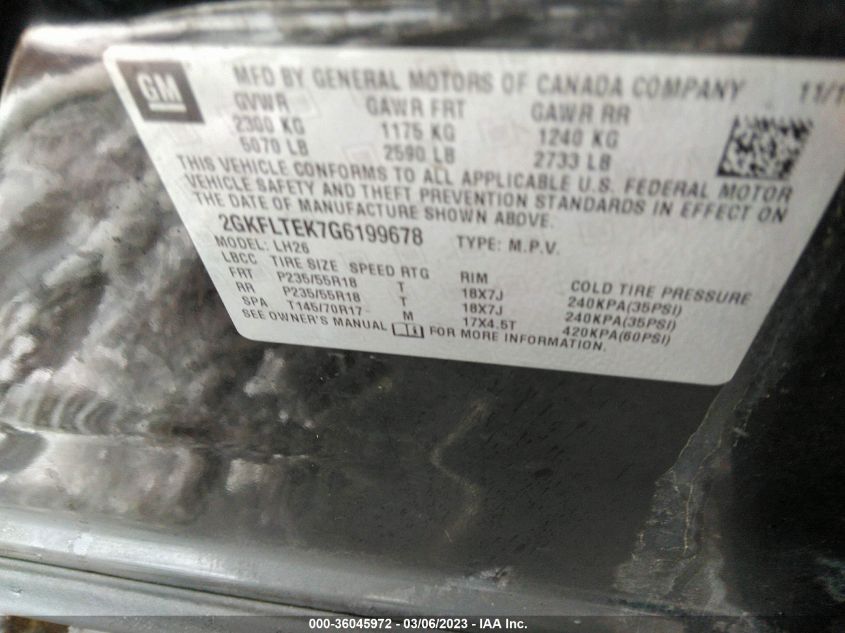 GM
MFD BY GENERAL MOTORS OF CANADA COMPANY 11/1
GVWR GAWR FRT GAWR RR
2300 KG 1175 KG 1240 KG
5070 LB 2590 LB 2733 LB
THIS VEHICLE CONFORMS TO ALL APPLICABLE U.S. FEDERAL MOTOR
VEHICLE SAFETY AND THEFT PREVENTION STANDARDS IN EFFECT ON
THE DATE OF MANUFACTURE SHOWN ABOVE.
2GKFLTEK7G6199678 TYPE: M.P.V.
MODEL: LH26
LBCC TIRE SIZE SPEED RTG RIM COLD TIRE PRESSURE
FRT P235/55R18 T 18X7J 240KPA(35PSI)
RR P235/55R18 T 18X7J 240KPA(35PSI)
SPA T145/70R17 M 17X4.5T 420KPA(60PSI)
SEE OWNER'S MANUAL FOR MORE INFORMATION.
000-36045972 - 03/06/2023 - IAA Inc.